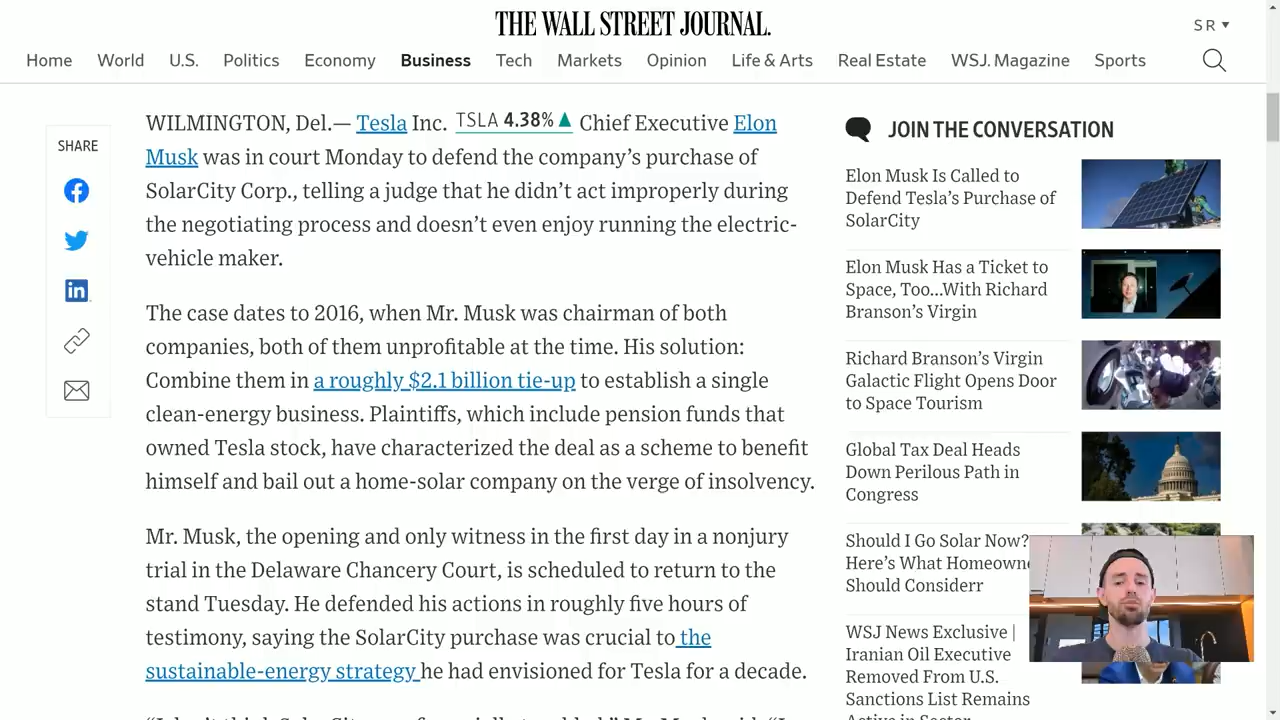 THE WALL STREET JOURNAL.
S R
Home World U.S. Politics Economy Business Tech Markets Opinion Life & Arts Real Estate WSJ. Magazine Sports
SHARE
WILMINGTON, Del.— Tesla Inc. TSLA 4.38% ▲ Chief Executive Elon
Musk was in court Monday to defend the company’s purchase of
SolarCity Corp., telling a judge that he didn’t act improperly during
the negotiating process and doesn’t even enjoy running the electric-
vehicle maker.
The case dates to 2016, when Mr. Musk was chairman of both
companies, both of them unprofitable at the time. His solution:
Combine them in a roughly $2.1 billion tie-up to establish a single
clean-energy business. Plaintiffs, which include pension funds that
owned Tesla stock, have characterized the deal as a scheme to benefit
himself and bail out a home-solar company on the verge of insolvency.
Mr. Musk, the opening and only witness in the first day in a nonjury
trial in the Delaware Chancery Court, is scheduled to return to the
stand Tuesday. He defended his actions in roughly five hours of
testimony, saying the SolarCity purchase was crucial to the
sustainable-energy strategy he had envisioned for Tesla for a decade.
JOIN THE CONVERSATION
Elon Musk Is Called to
Defend Tesla’s Purchase of
SolarCity
Elon Musk Has a Ticket to
Space, Too...With Richard
Branson’s Virgin
Richard Branson’s Virgin
Galactic Flight Opens Door
to Space Tourism
Global Tax Deal Heads
Down Perilous Path in
Congress
Should I Go Solar Now?
Here’s What Homeown
Should Considerr
WSJ News Exclusive |
Iranian Oil Executive
Removed From U.S.
Sanctions List Remains